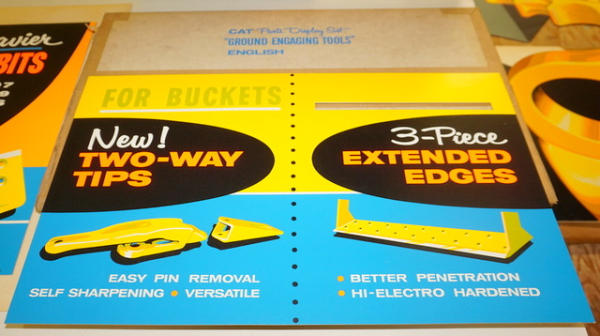 CAT Parts Display Set
"GROUND ENGAGING TOOLS"
ENGLISH
avier
BITS
FOR BUCKETS
New!
TWO-WAY
TIPS
EASY PIN REMOVAL
SELF SHARPENING • VERSATILE
3-Piece
EXTENDED
EDGES
• BETTER PENETRATION
• HI-ELECTRO HARDENED